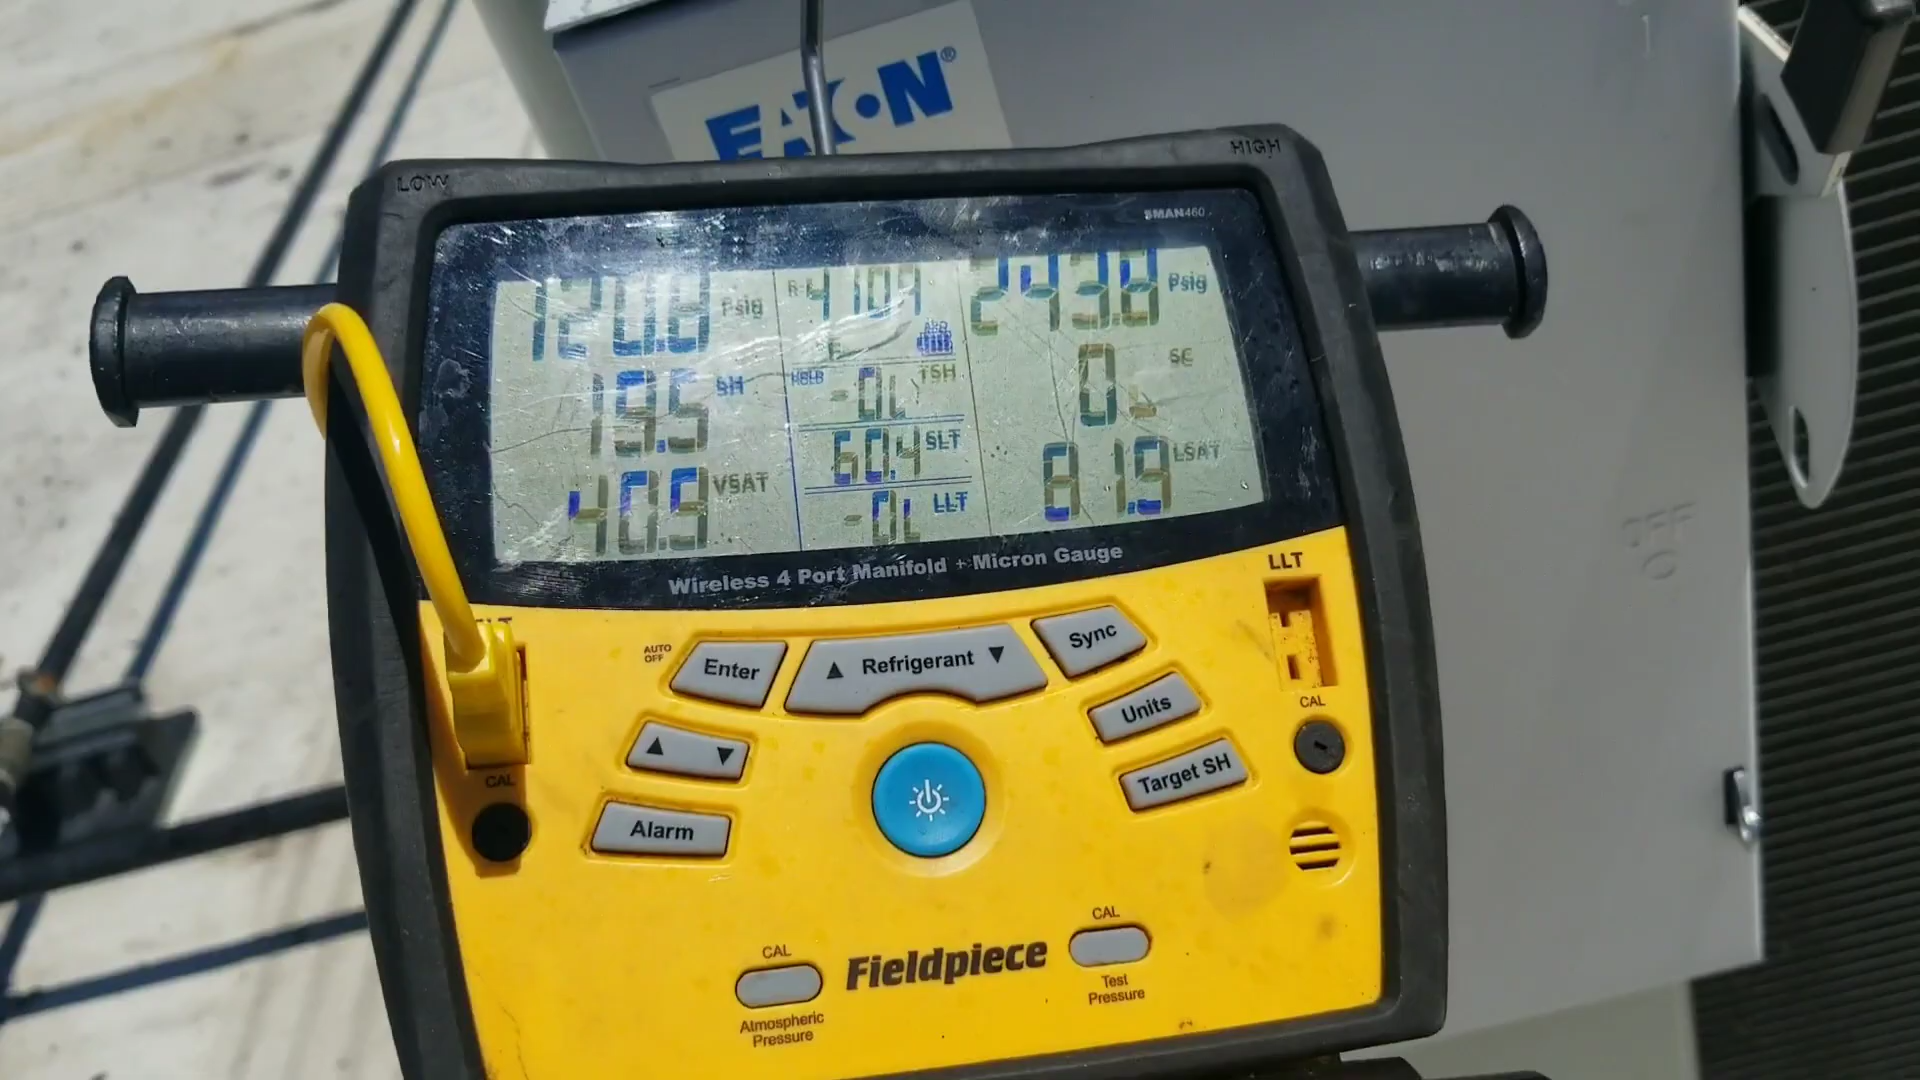 EATON®
LOW
HIGH
SMAN460
120.8 Psig
R-410A
243.8 Psig
19.5 SH
-OL TSH
OL SC
40.9 VSAT
60.4 SLT
81.9 LSAT
-OL LLT
Wireless 4 Port Manifold + Micron Gauge
LLT
AUTO OFF
Enter
▲ Refrigerant ▼
Sync
▲ ▼
Units
CAL
CAL
Alarm
Target SH
CAL
Atmospheric
Pressure
Fieldpiece
CAL
Test
Pressure
OFF